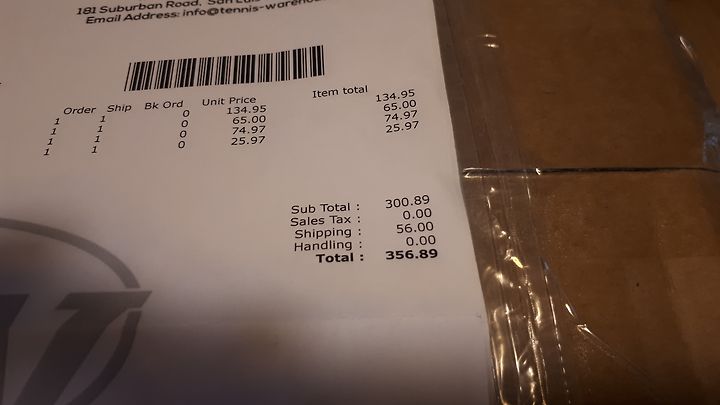 181 Suburban Road, San Luis
Email Address: info@tennis-wareho
Order Ship Bk Ord Unit Price Item total
1 1 0 134.95 134.95
1 1 0 65.00 65.00
1 1 0 74.97 74.97
1 1 0 25.97 25.97
Sub Total : 300.89
Sales Tax : 0.00
Shipping : 56.00
Handling : 0.00
Total : 356.89